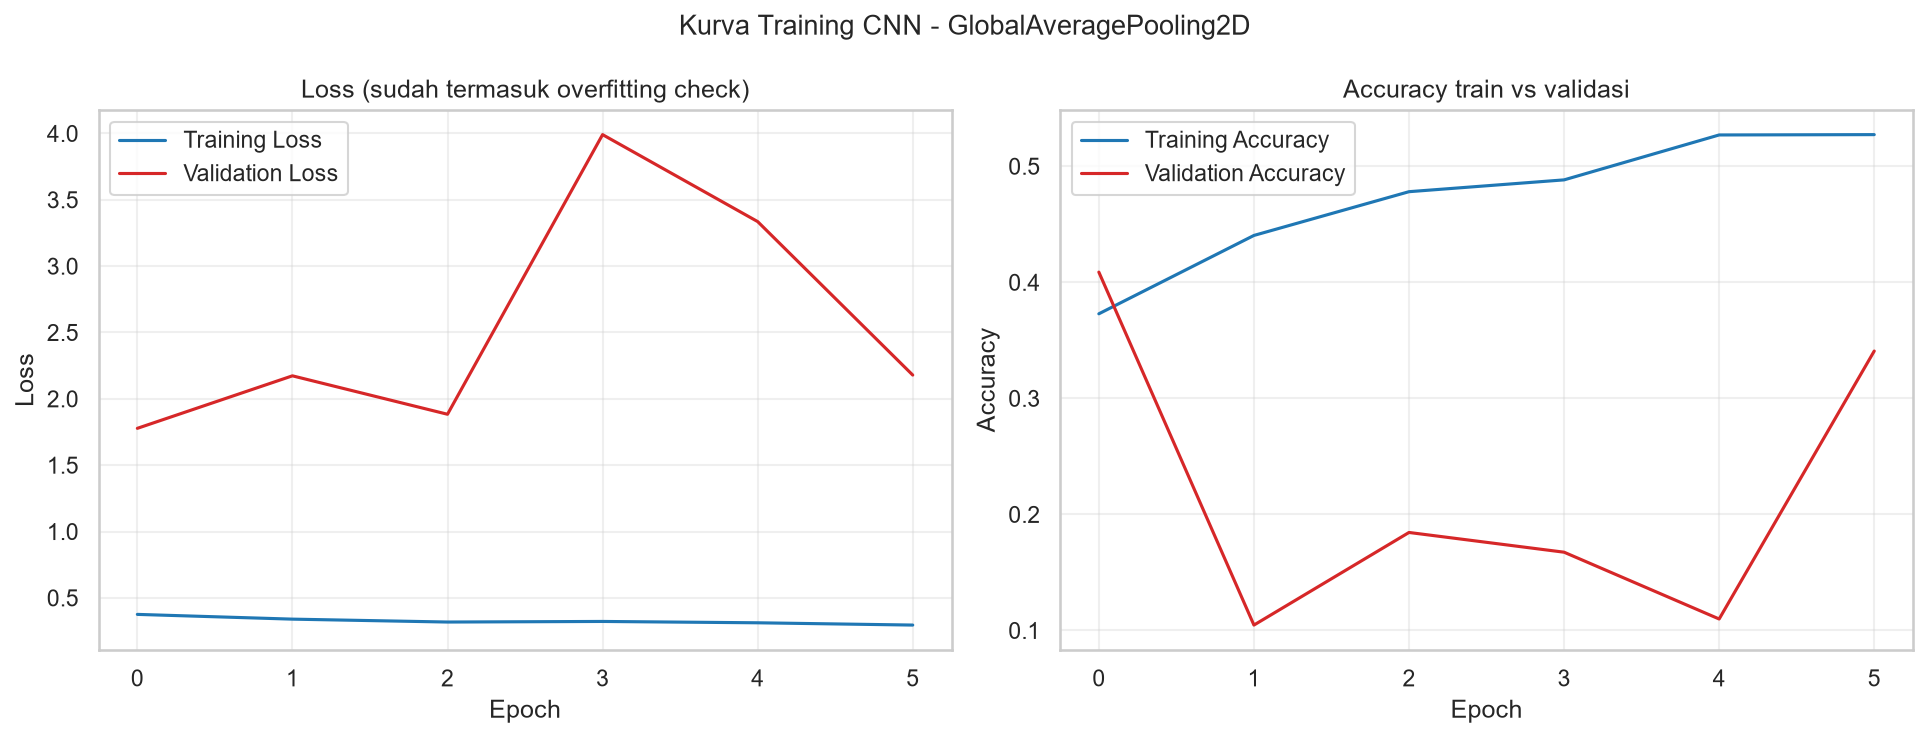 Kurva Training CNN - GlobalAveragePooling2D
Loss (sudah termasuk overfitting check)
Training Loss
Validation Loss
Loss
4.0
3.5
3.0
2.5
2.0
1.5
1.0
0.5
0 1 2 3 4 5
Epoch
Accuracy train vs validasi
Training Accuracy
Validation Accuracy
Accuracy
0.5
0.4
0.3
0.2
0.1
0 1 2 3 4 5
Epoch